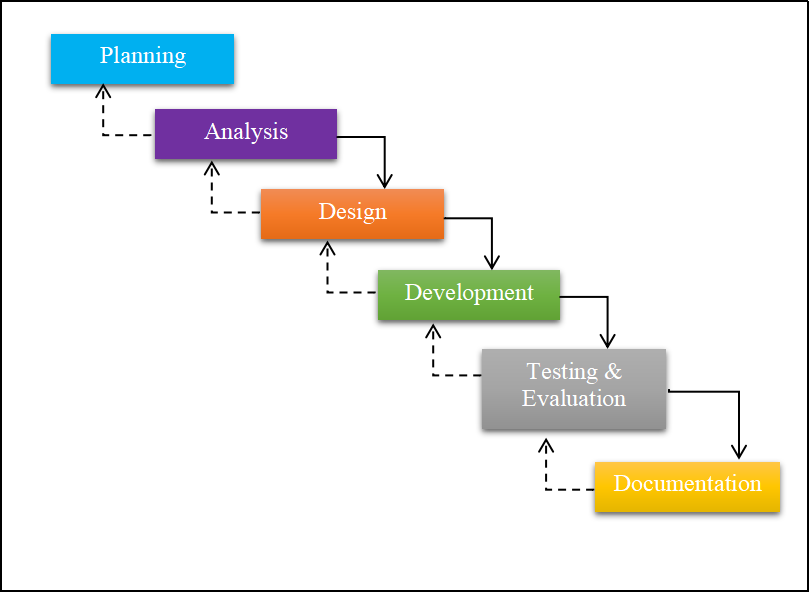 Planning
Analysis
Design
Development
Testing &
Evaluation
Documentation